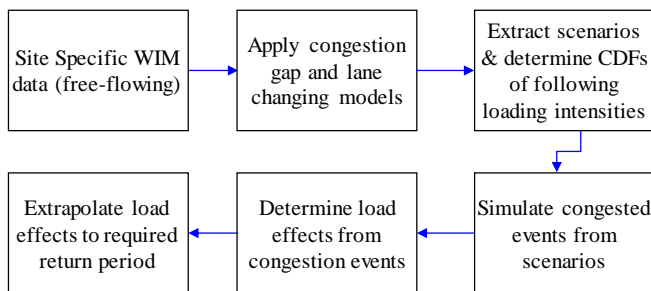 Site Specific WIM
data (free-flowing)
Apply congestion
gap and lane
changing models
Extract scenarios
& determine CDFs
of following
loading intensities
Simulate congested
events from
scenarios
Determine load
effects from
congestion events
Extrapolate load
effects to required
return period